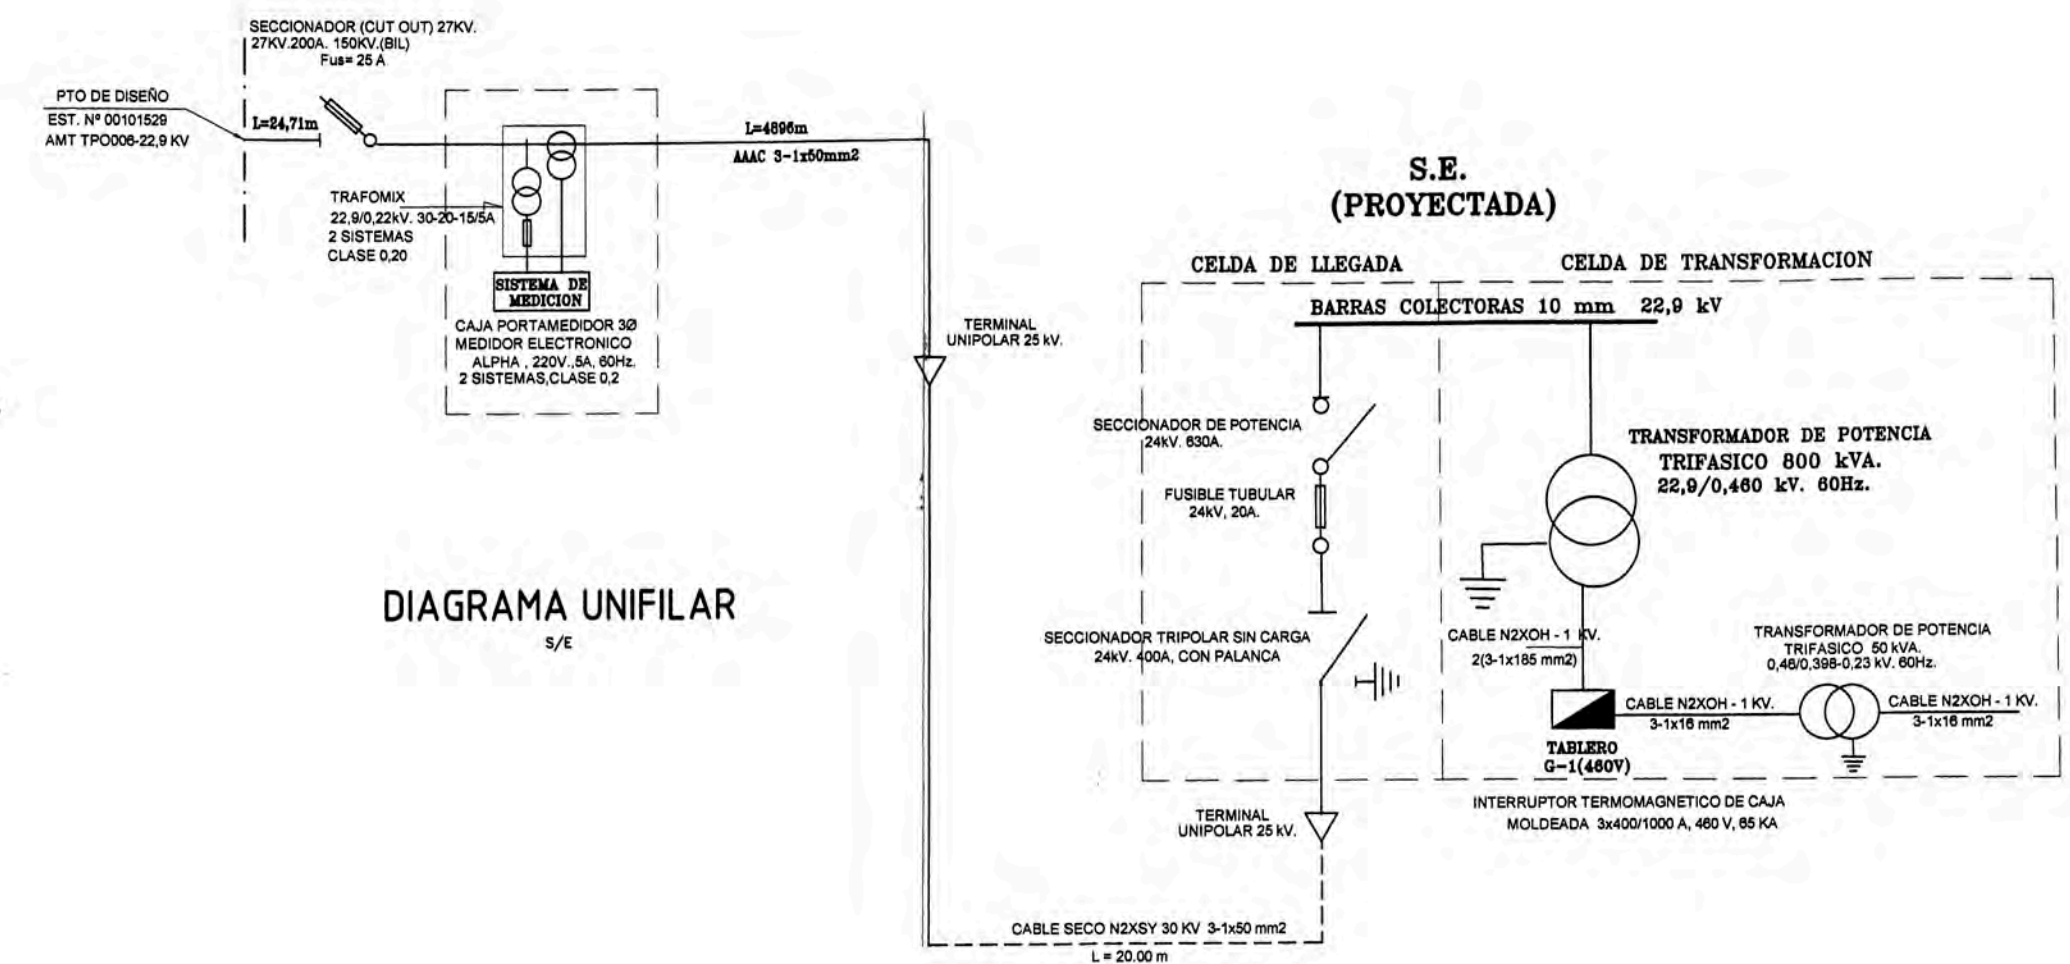 SECCIONADOR (CUT OUT) 27KV.
27KV.200A. 150KV.(BIL)
Fus= 25 A
PTO DE DISEÑO
EST. Nº 00101529
AMT TPO006-22,9 KV
L=24,71m
L=4896m
AAAC 3-1x50mm2
TRAFOMIX
22,9/0,22kV. 30-20-15/5A
2 SISTEMAS
CLASE 0,20
SISTEMA DE
MEDICION
CAJA PORTAMEDIDOR 3Ø
MEDIDOR ELECTRONICO
ALPHA , 220V.,5A, 60Hz.
2 SISTEMAS,CLASE 0,2
TERMINAL
UNIPOLAR 25 kV.
DIAGRAMA UNIFILAR
S/E
S.E.
(PROYECTADA)
CELDA DE LLEGADA
CELDA DE TRANSFORMACION
BARRAS COLECTORAS 10 mm 22,9 kV
SECCIONADOR DE POTENCIA
24kV. 630A.
FUSIBLE TUBULAR
24kV, 20A.
SECCIONADOR TRIPOLAR SIN CARGA
24kV. 400A, CON PALANCA
TRANSFORMADOR DE POTENCIA
TRIFASICO 800 kVA.
22,9/0,460 kV. 60Hz.
CABLE N2XOH - 1 KV.
2(3-1x185 mm2)
TRANSFORMADOR DE POTENCIA
TRIFASICO 50 kVA.
0,46/0,398-0,23 kV. 60Hz.
CABLE N2XOH - 1 KV.
3-1x16 mm2
CABLE N2XOH - 1 KV.
3-1x16 mm2
TABLERO
G-1(460V)
INTERRUPTOR TERMOMAGNETICO DE CAJA
MOLDEADA 3x400/1000 A, 460 V, 65 KA
TERMINAL
UNIPOLAR 25 kV.
CABLE SECO N2XSY 30 KV 3-1x50 mm2
L = 20.00 m